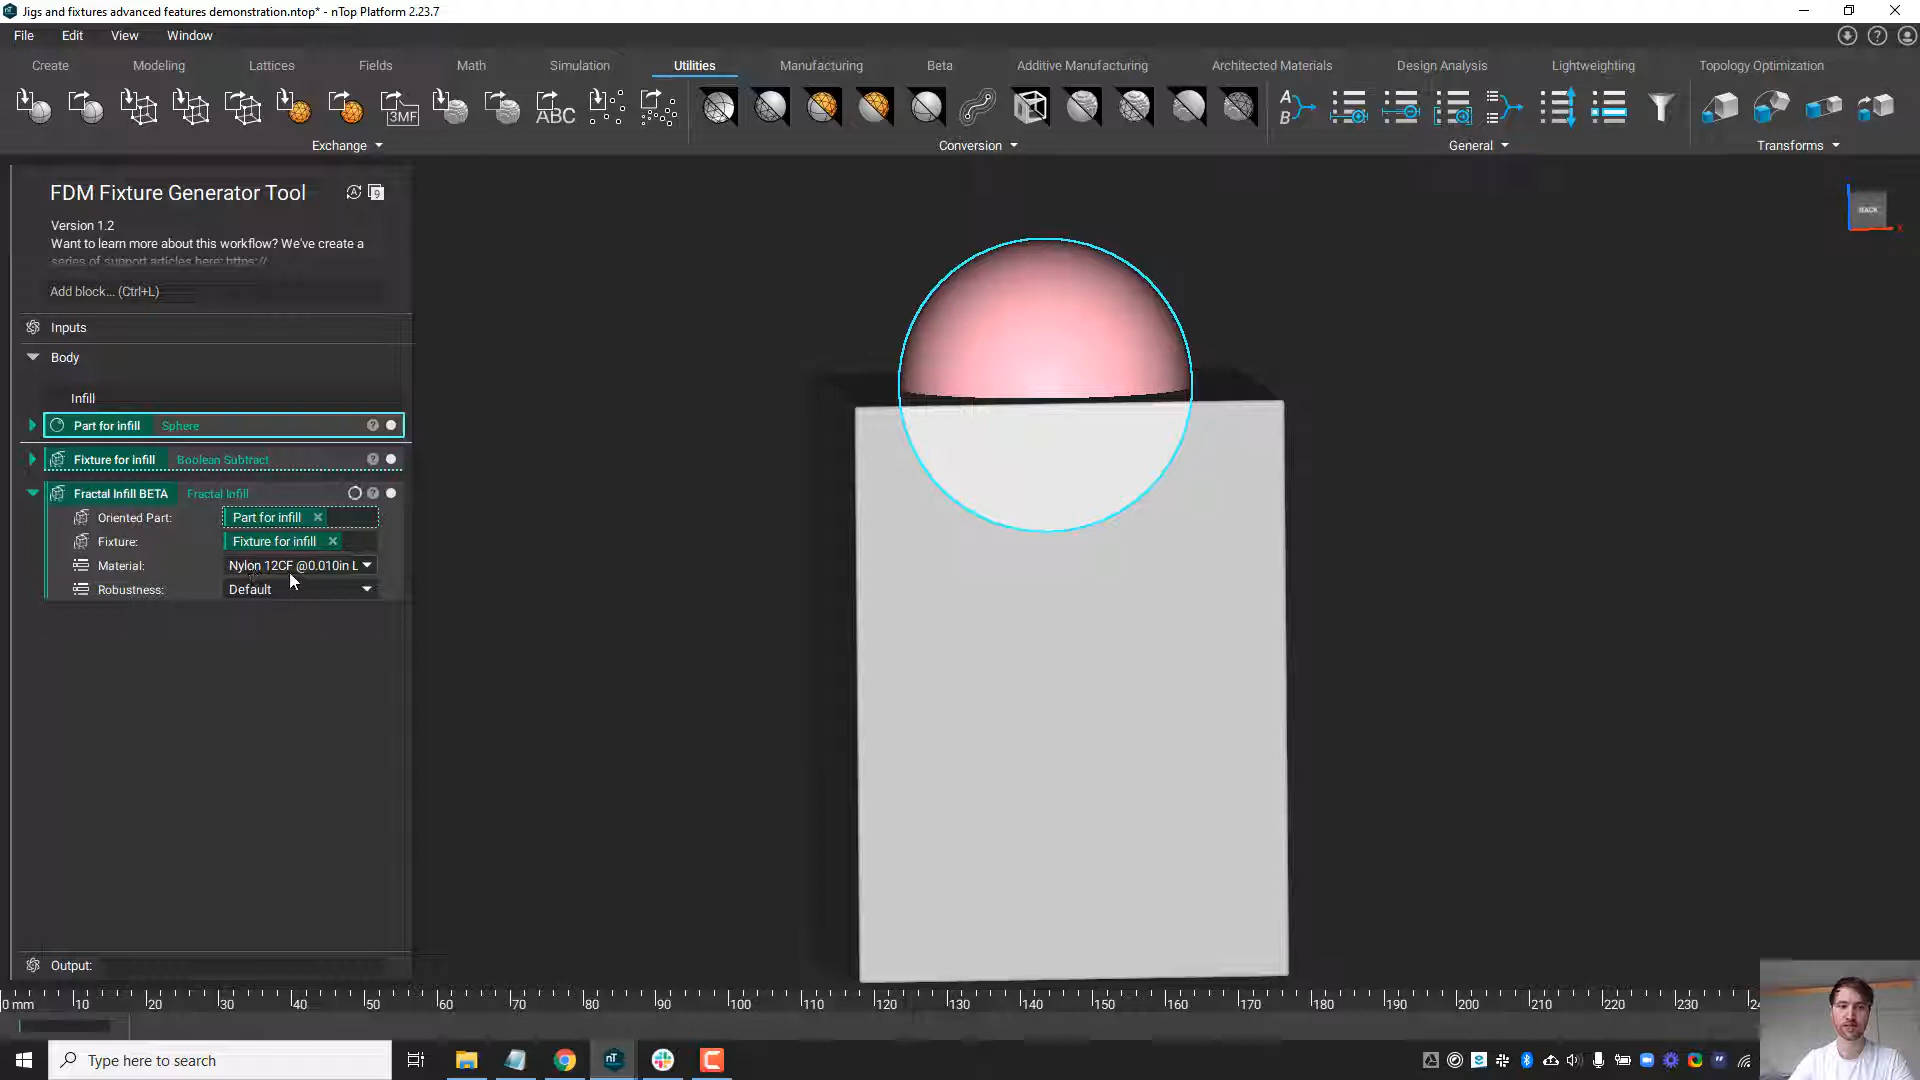 Jigs and fixtures advanced features demonstration.ntop* - nTop Platform 2.23.7
File Edit View Window
Create Modeling Lattices Fields Math Simulation Utilities Manufacturing Beta Additive Manufacturing Architected Materials Design Analysis Lightweighting Topology Optimization
3MF ABC A B
Exchange Conversion General Transforms
FDM Fixture Generator Tool
Version 1.2
Want to learn more about this workflow? We've create a
series of support articles here: https://
Add block... (Ctrl+L)
Inputs
Body
Infill
Part for infill Sphere
Fixture for infill Boolean Subtract
Fractal Infill BETA Fractal Infill
Oriented Part: Part for infill
Fixture: Fixture for infill
Material: Nylon 12CF @0.010in L
Robustness: Default
Output:
BACK
X
0 mm 10 20 30 40 50 60 70 80 90 100 110 120 130 140 150 160 170 180 190 200 210 220 230
Type here to search
nT